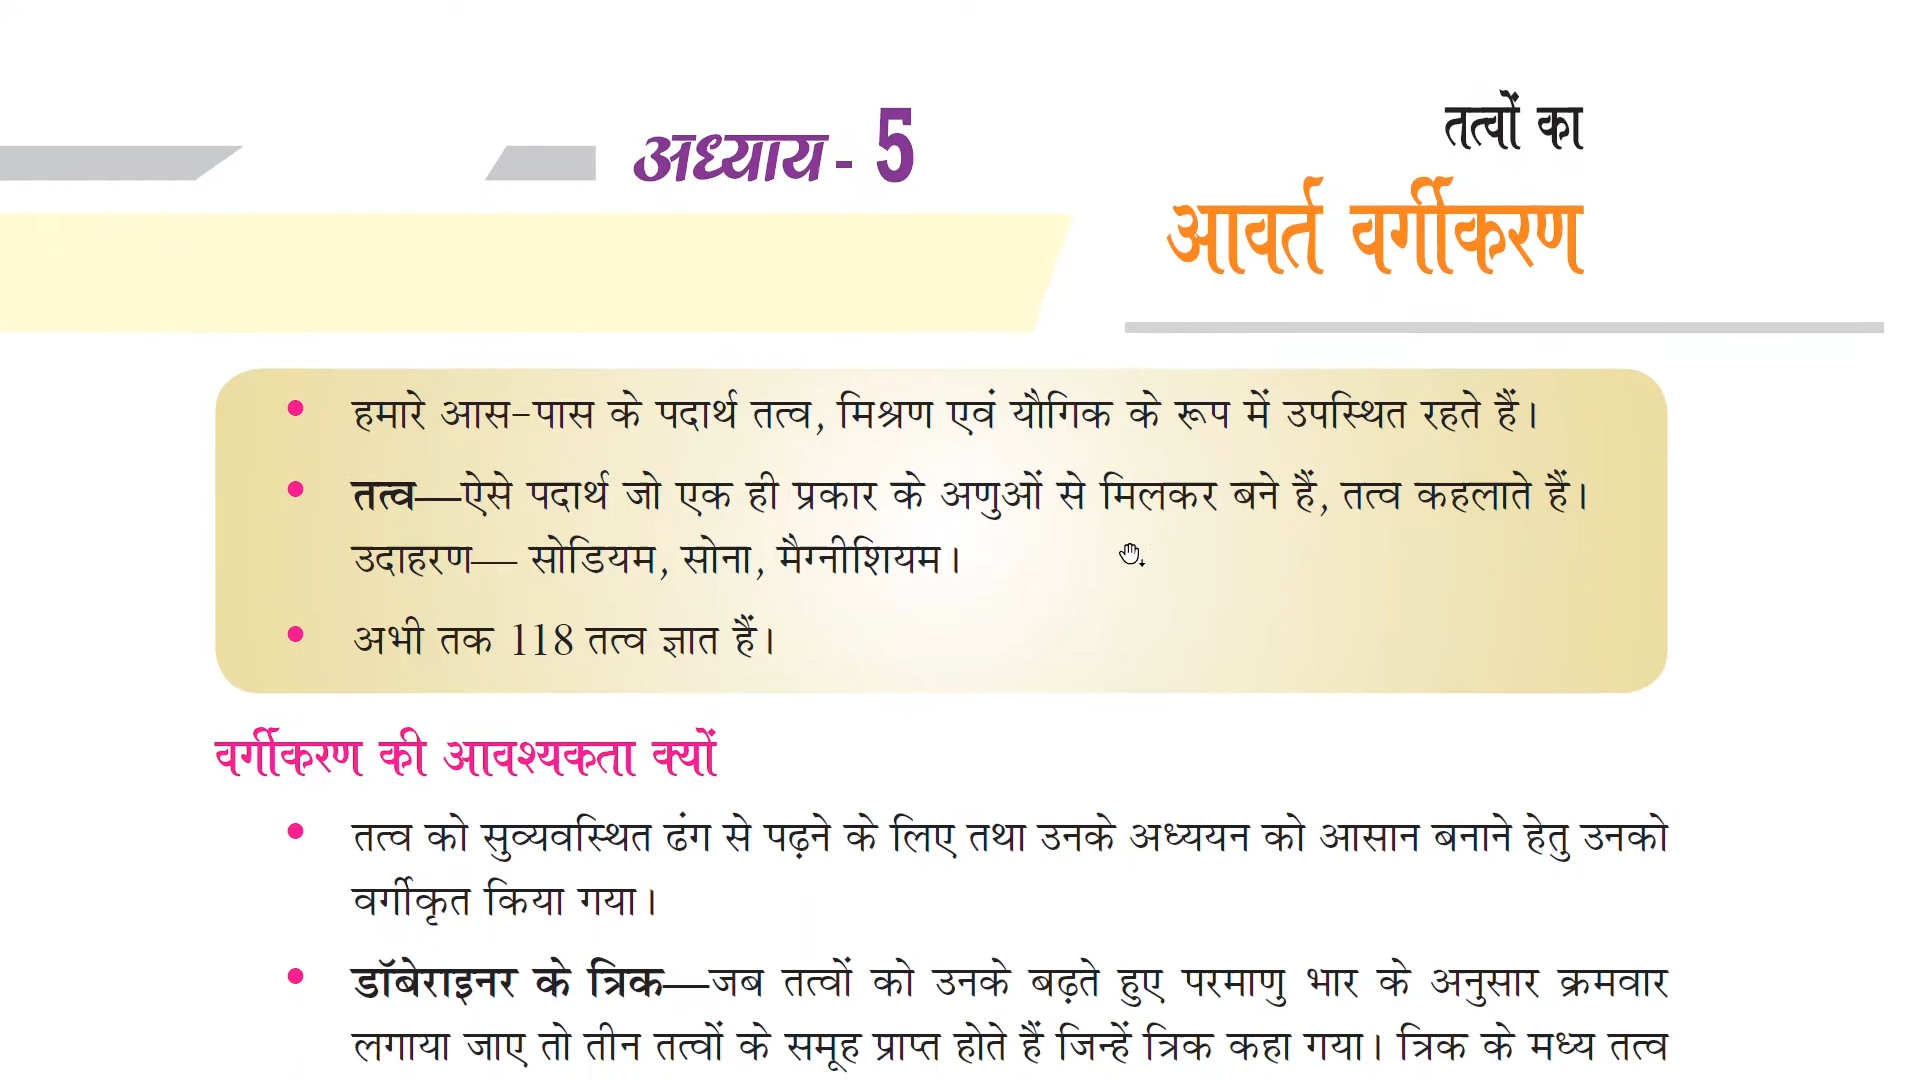 अध्याय - 5
तत्वों का
आवर्त वर्गीकरण
• हमारे आस-पास के पदार्थ तत्व, मिश्रण एवं यौगिक के रूप में उपस्थित रहते हैं।
• तत्व—ऐसे पदार्थ जो एक ही प्रकार के अणुओं से मिलकर बने हैं, तत्व कहलाते हैं।
उदाहरण— सोडियम, सोना, मैग्नीशियम।
• अभी तक 118 तत्व ज्ञात हैं।
वर्गीकरण की आवश्यकता क्यों
• तत्व को सुव्यवस्थित ढंग से पढ़ने के लिए तथा उनके अध्ययन को आसान बनाने हेतु उनको
वर्गीकृत किया गया।
• डॉबेराइनर के त्रिक—जब तत्वों को उनके बढ़ते हुए परमाणु भार के अनुसार क्रमवार
लगाया जाए तो तीन तत्वों के समूह प्राप्त होते हैं जिन्हें त्रिक कहा गया। त्रिक के मध्य तत्व